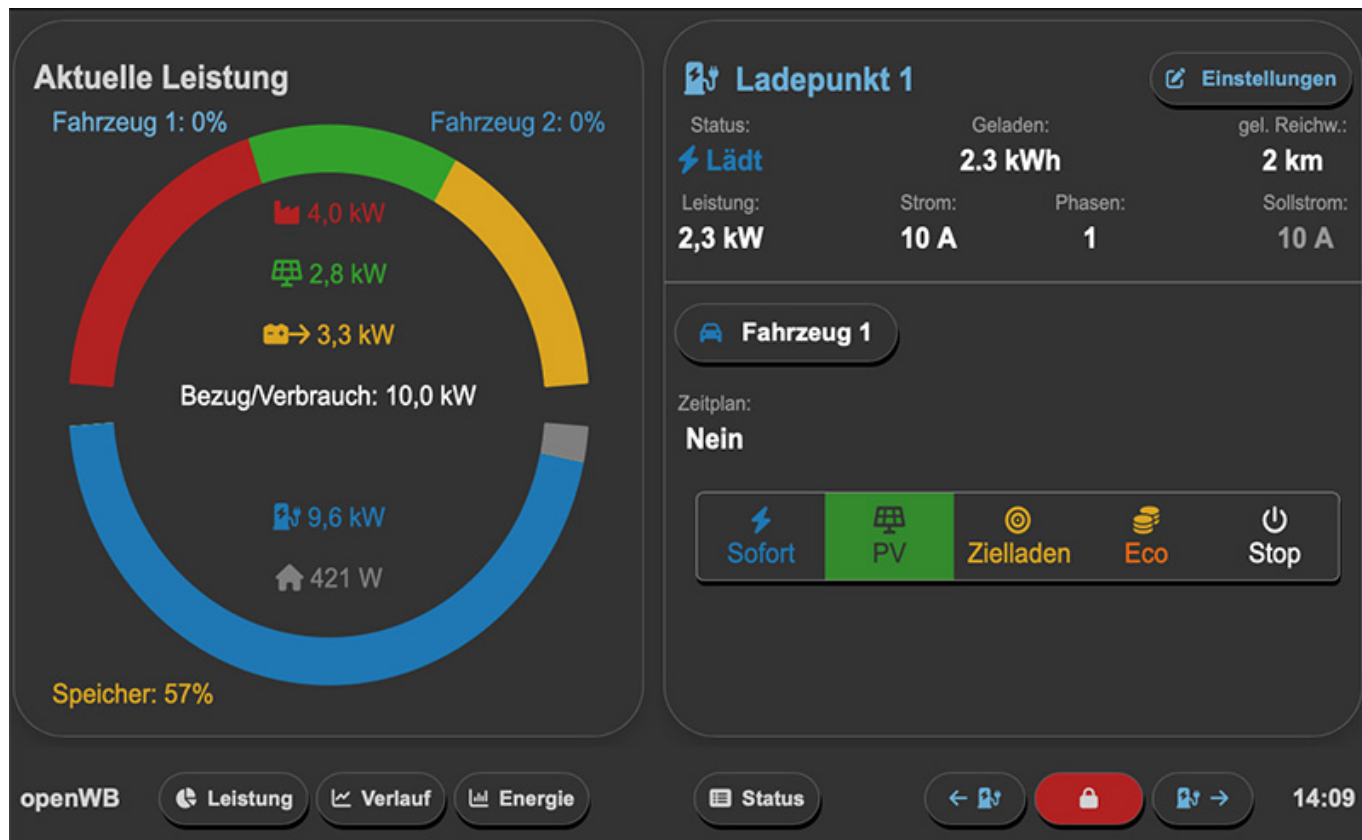 Aktuelle Leistung
Fahrzeug 1: 0%
Fahrzeug 2: 0%
4,0 kW
2,8 kW
3,3 kW
Bezug/Verbrauch: 10,0 kW
9,6 kW
421 W
Speicher: 57%
Ladepunkt 1
Einstellungen
Status: Geladen: gel. Reichw.:
Lädt 2.3 kWh 2 km
Leistung: Strom: Phasen: Sollstrom:
2,3 kW 10 A 1 10 A
Fahrzeug 1
Zeitplan:
Nein
Sofort PV Zielladen Eco Stop
openWB Leistung Verlauf Energie Status 14:09